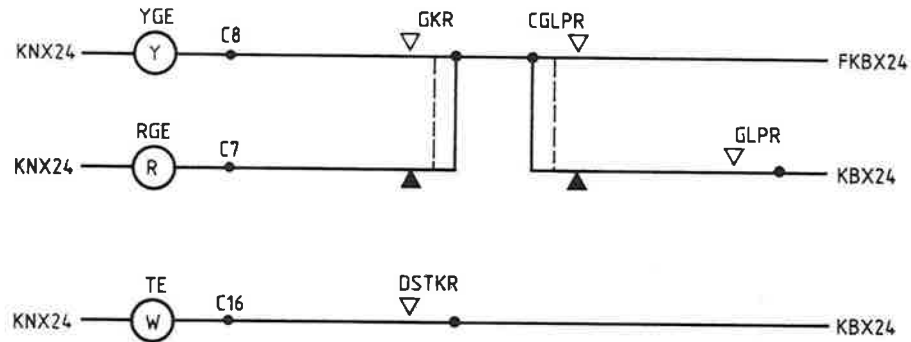 YGE
GKR
CGLPR
KNX24 Y C8 FKBX24
RGE
GLPR
KNX24 R C7 KBX24
TE
DSTKR
KNX24 W C16 KBX24